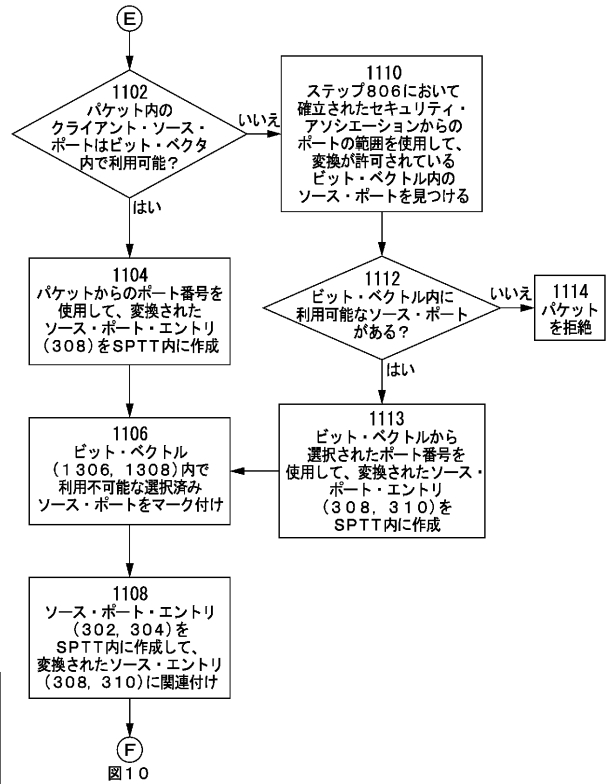 E
1102
パケット内の
クライアント・ソース・
ポートはビット・ベクタ
内で利用可能？
いいえ
はい
1104
パケットからのポート番号を
使用して、変換された
ソース・ポート・エントリ
(308)をSPTT内に作成
1106
ビット・ベクトル
(1306, 1308)内で
利用不可能な選択済み
ソース・ポートをマーク付け
1108
ソース・ポート・エントリ
(302, 304)を
SPTT内に作成して、
変換されたソース・エントリ
(308, 310)に関連付け
F
図10
1110
ステップ806において
確立されたセキュリティ・
アソシエーションからの
ポートの範囲を使用して、
変換が許可されている
ビット・ベクトル内の
ソース・ポートを見つける
1112
ビット・ベクトル内に
利用可能なソース・ポート
がある？
いいえ
はい
1114
パケット
を拒絶
1113
ビット・ベクトルから
選択されたポート番号を
使用して、変換されたソース・
ポート・エントリ
(308, 310)を
SPTT内に作成